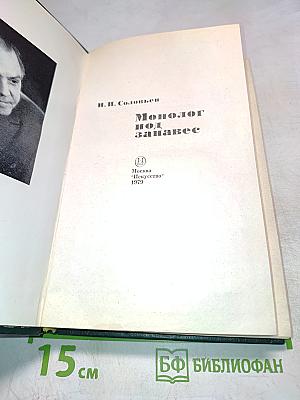 И. И. Соловьев
Монолог
под
занавес
Москва
"Искусство"
1979
15 см
БФ БИБЛИОФАН